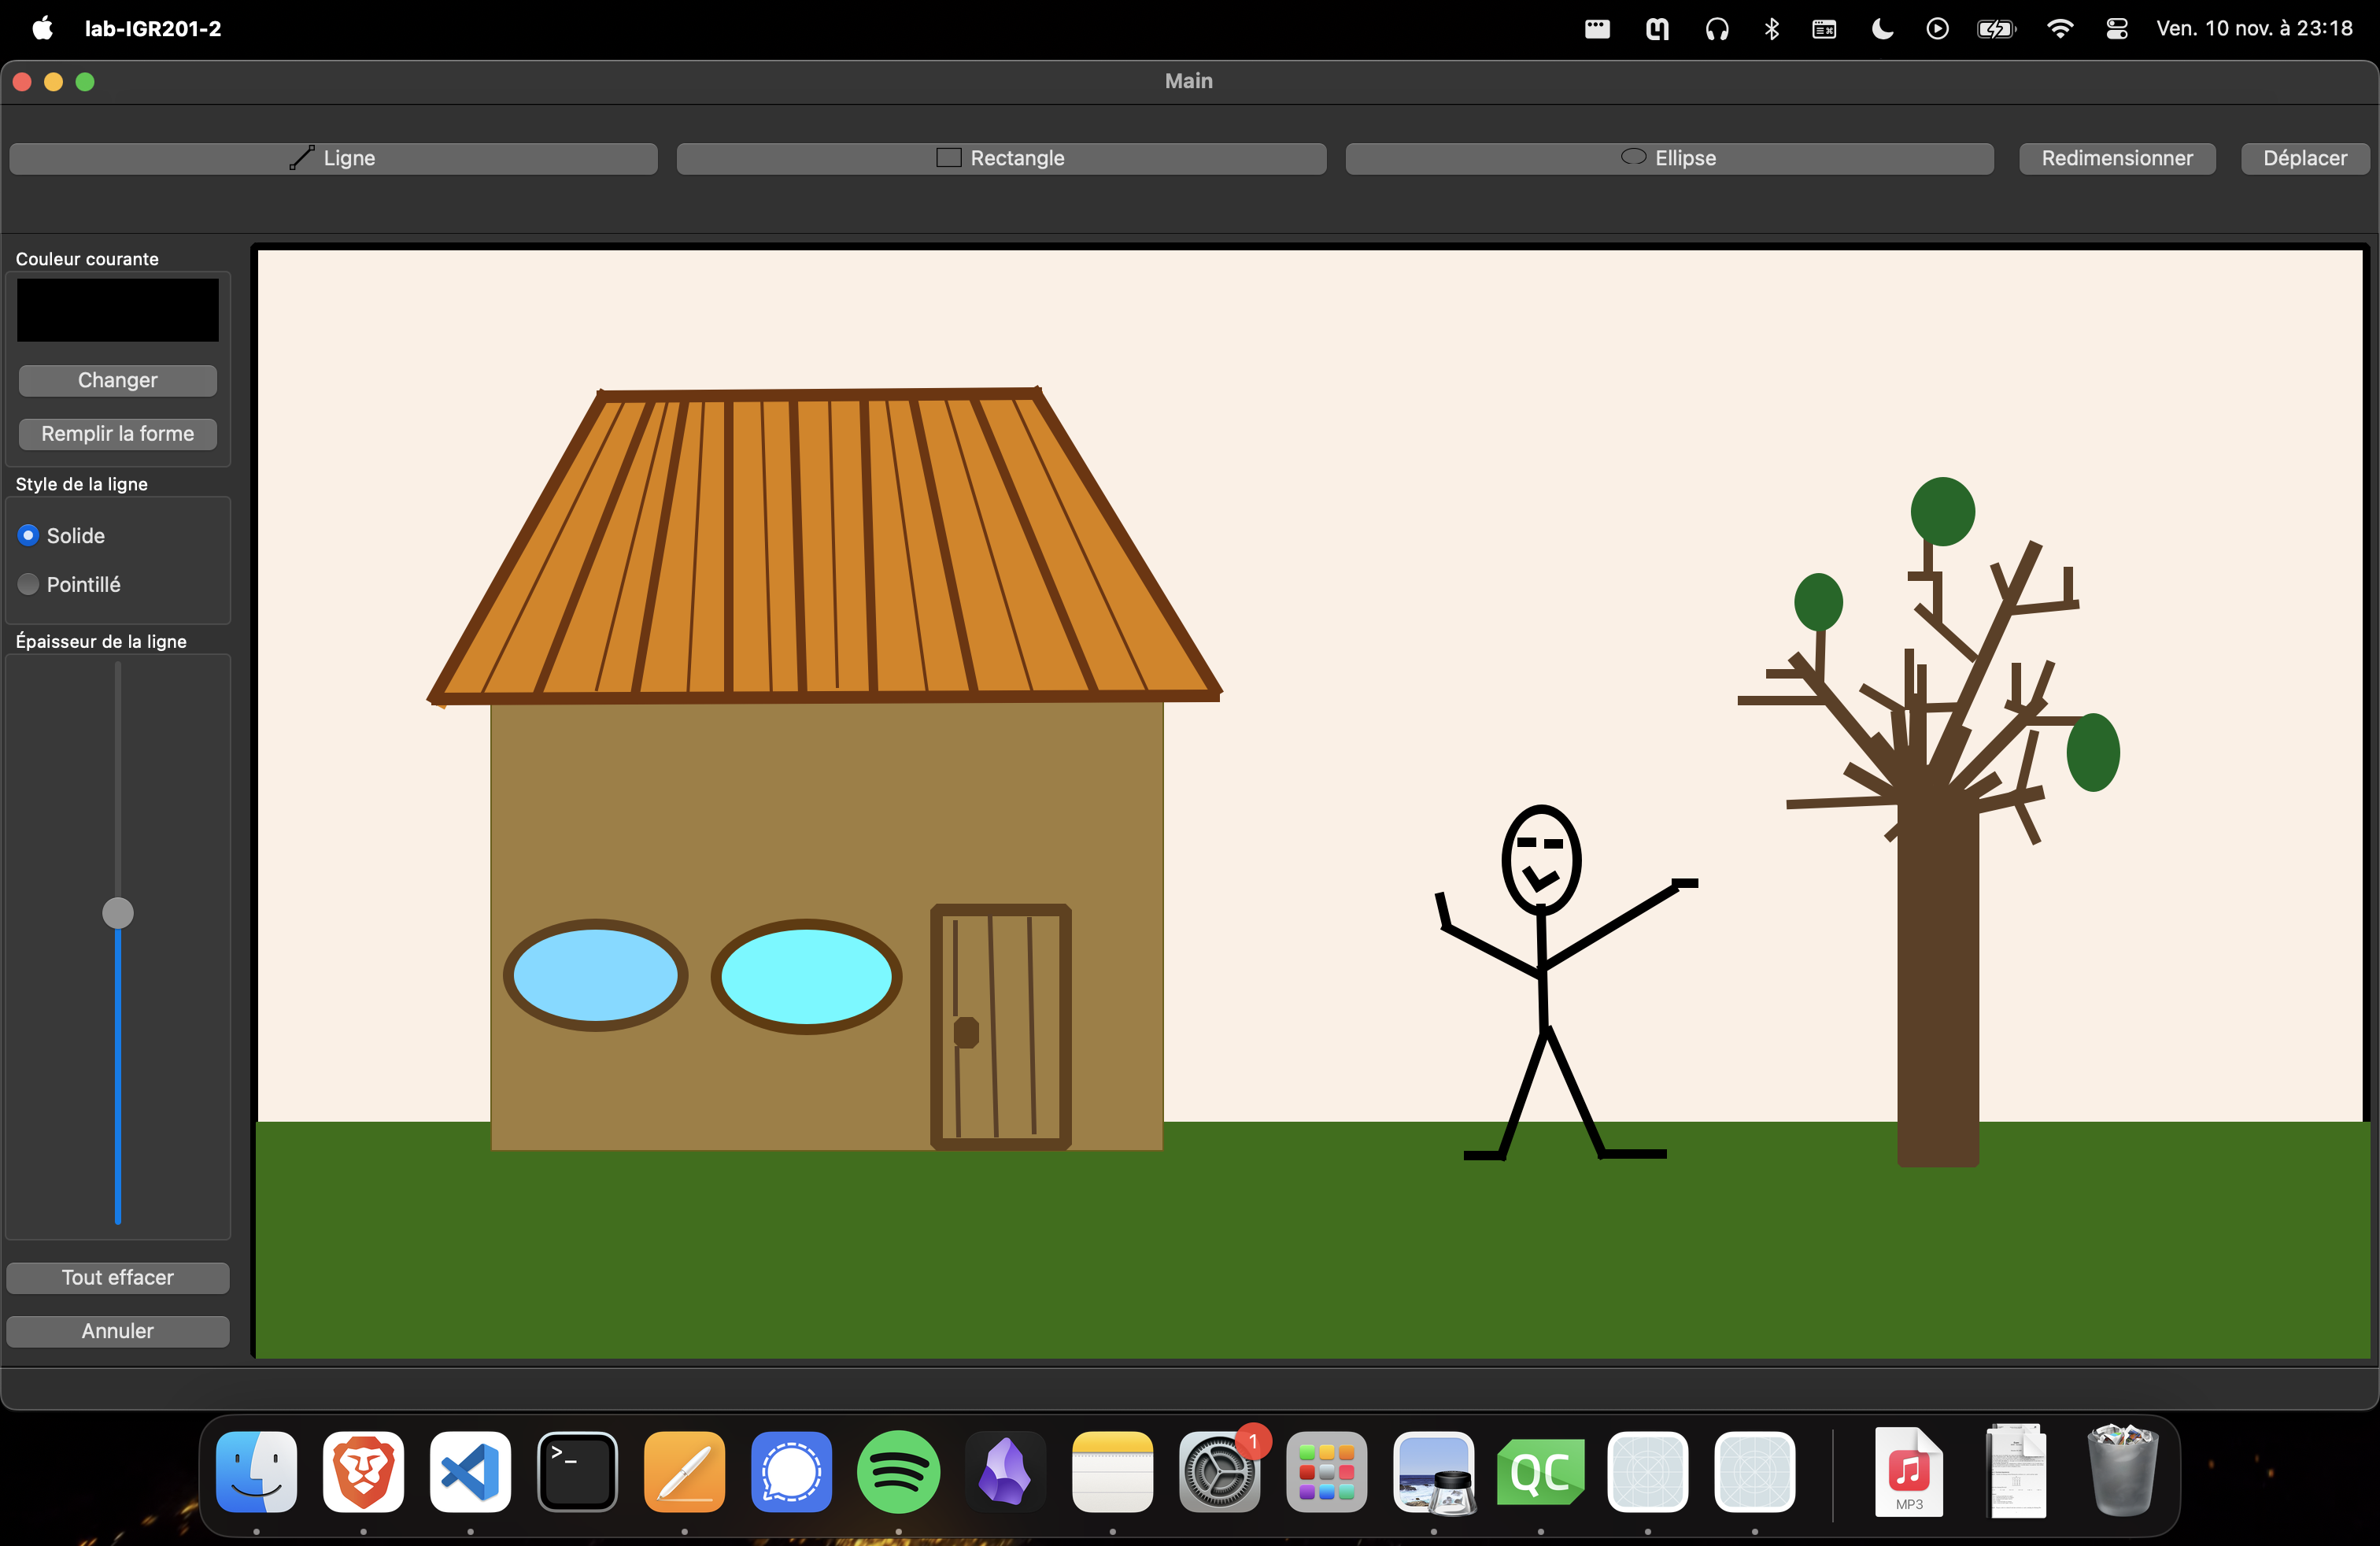 lab-IGR201-2
Ven. 10 nov. à 23:18
Main
Ligne
Rectangle
Ellipse
Redimensionner
Déplacer
Couleur courante
Changer
Remplir la forme
Style de la ligne
Solide
Pointillé
Épaisseur de la ligne
Tout effacer
Annuler
>_
1
QC
MP3